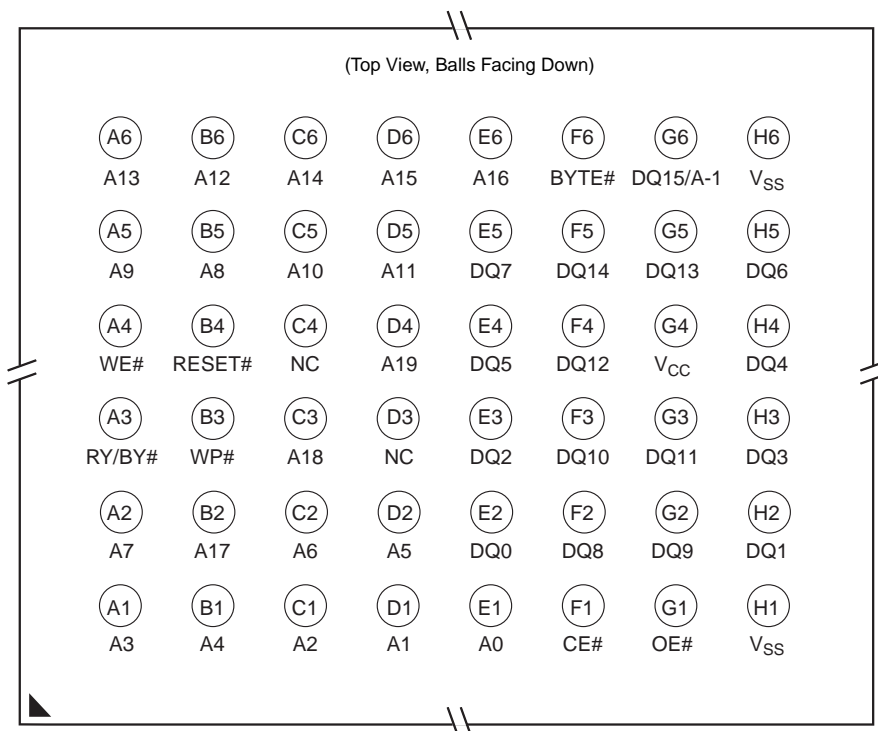 (Top View, Balls Facing Down)
A6 B6 C6 D6 E6 F6 G6 H6
A13 A12 A14 A15 A16 BYTE# DQ15/A-1 VSS
A5 B5 C5 D5 E5 F5 G5 H5
A9 A8 A10 A11 DQ7 DQ14 DQ13 DQ6
A4 B4 C4 D4 E4 F4 G4 H4
WE# RESET# NC A19 DQ5 DQ12 VCC DQ4
A3 B3 C3 D3 E3 F3 G3 H3
RY/BY# WP# A18 NC DQ2 DQ10 DQ11 DQ3
A2 B2 C2 D2 E2 F2 G2 H2
A7 A17 A6 A5 DQ0 DQ8 DQ9 DQ1
A1 B1 C1 D1 E1 F1 G1 H1
A3 A4 A2 A1 A0 CE# OE# VSS